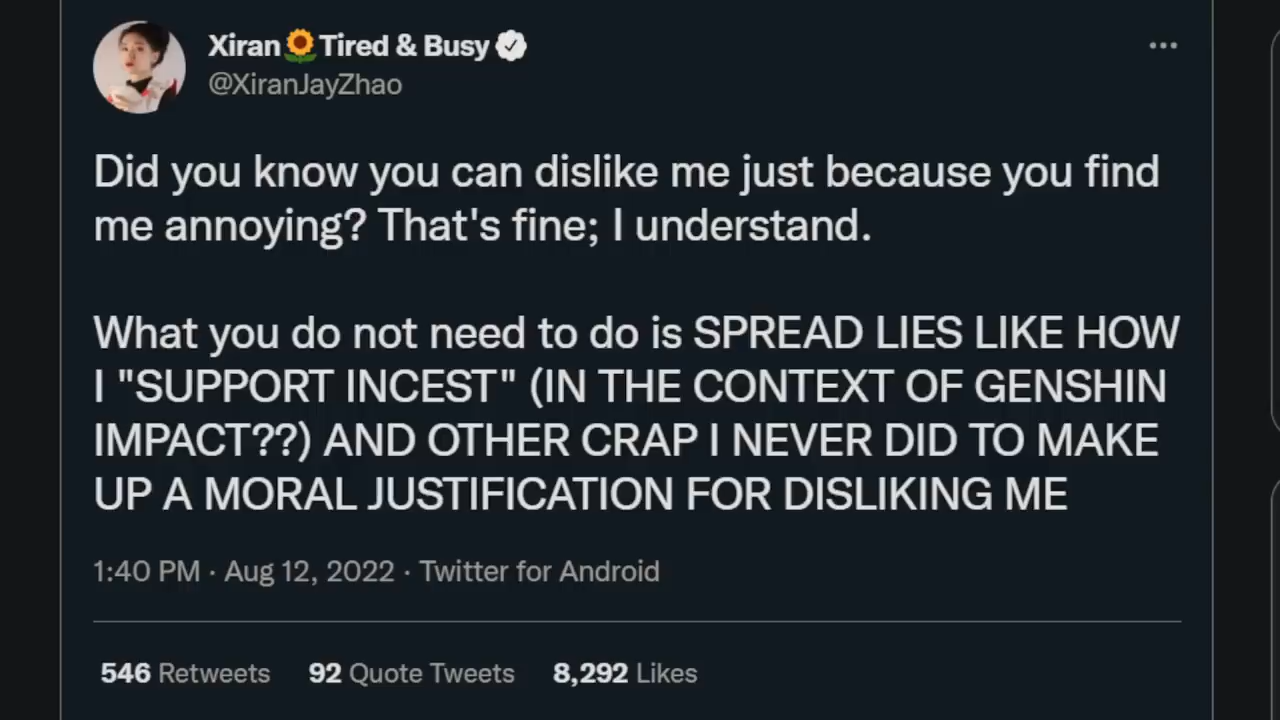 Xiran🌻Tired & Busy
@XiranJayZhao
Did you know you can dislike me just because you find
me annoying? That's fine; I understand.
What you do not need to do is SPREAD LIES LIKE HOW
I "SUPPORT INCEST" (IN THE CONTEXT OF GENSHIN
IMPACT??) AND OTHER CRAP I NEVER DID TO MAKE
UP A MORAL JUSTIFICATION FOR DISLIKING ME
1:40 PM · Aug 12, 2022 · Twitter for Android
546 Retweets 92 Quote Tweets 8,292 Likes